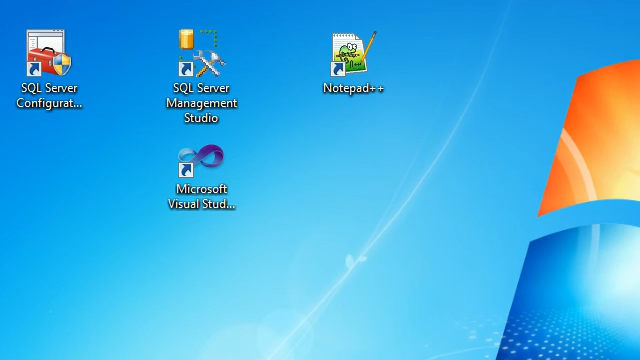 SQL Server
Configurat...
SQL Server
Management
Studio
Notepad++
Microsoft
Visual Stud...